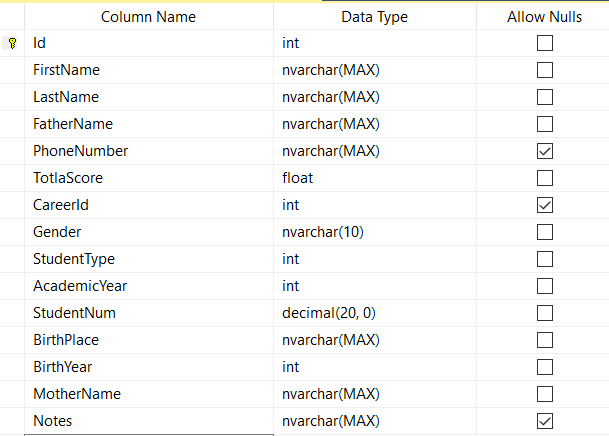 Column Name Data Type Allow Nulls
Id int
FirstName nvarchar(MAX)
LastName nvarchar(MAX)
FatherName nvarchar(MAX)
PhoneNumber nvarchar(MAX)
TotlaScore float
CareerId int
Gender nvarchar(10)
StudentType int
AcademicYear int
StudentNum decimal(20, 0)
BirthPlace nvarchar(MAX)
BirthYear int
MotherName nvarchar(MAX)
Notes nvarchar(MAX)